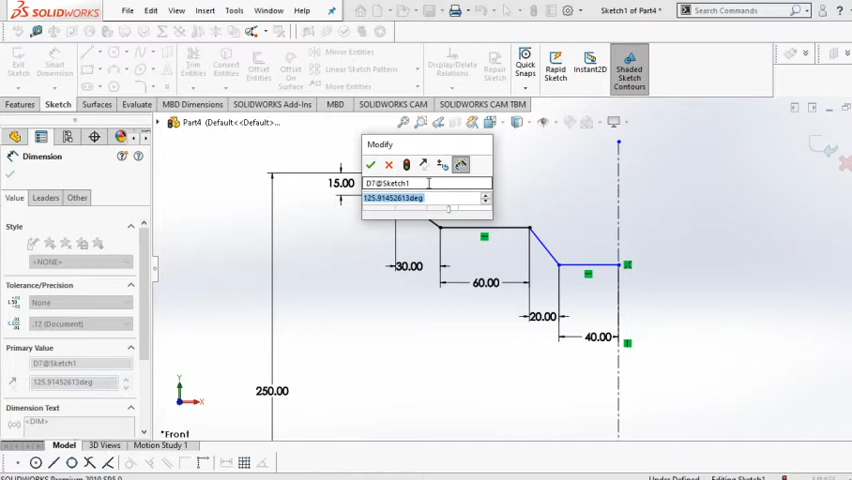 SOLIDWORKS File Edit View Insert Tools Window Sketch1 of Part4 * Search Commands
Exit Sketch Smart Dimension Trim Entities Convert Entities Offset Entities Offset On Surface Mirror Entities Linear Sketch Pattern Move Entities Display/Delete Relations Repair Sketch Quick Snaps Rapid Sketch Instant2D Shaded Sketch Contours
Features Sketch Surfaces Evaluate MBD Dimensions SOLIDWORKS Add-Ins MBD SOLIDWORKS CAM SOLIDWORKS CAM TBM
Part4 (Default<<Default>...
Dimension
Value Leaders Other
Style
<NONE>
Tolerance/Precision
None
.12 (Document)
Primary Value
D7@Sketch1
125.91452613deg
Dimension Text
<DIM>
Modify
D7@Sketch1
125.91452613deg
15.00
30.00
60.00
20.00
40.00
250.00
Y
X
*Front
Model 3D Views Motion Study 1
SOLIDWORKS Premium 2019 SP5.0 Under Defined Editing Sketch1